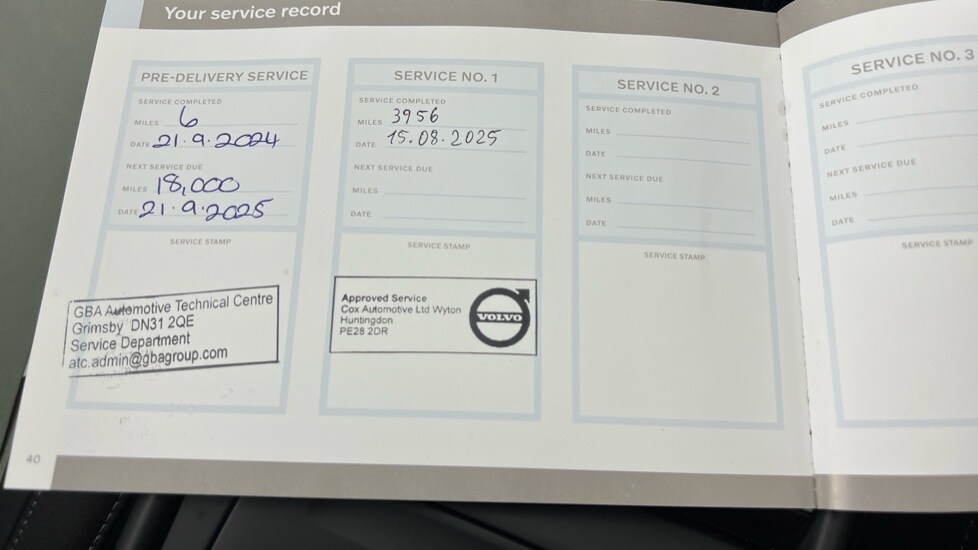 Your service record
PRE-DELIVERY SERVICE
SERVICE COMPLETED
MILES 6
DATE 21.9.2024
NEXT SERVICE DUE
MILES 18,000
DATE 21.9.2025
SERVICE STAMP
GBA Automotive Technical Centre
Grimsby DN31 2QE
Service Department
atc.admin@gbagroup.com
SERVICE NO. 1
SERVICE COMPLETED
MILES 3956
DATE 15.08.2025
NEXT SERVICE DUE
MILES
DATE
SERVICE STAMP
Approved Service
Cox Automotive Ltd Wyton
Huntingdon
PE28 2DR
VOLVO
SERVICE NO. 2
SERVICE COMPLETED
MILES
DATE
NEXT SERVICE DUE
MILES
DATE
SERVICE STAMP
SERVICE NO. 3
SERVICE COMPLETED
MILES
DATE
NEXT SERVICE DUE
MILES
DATE
SERVICE STAMP
40